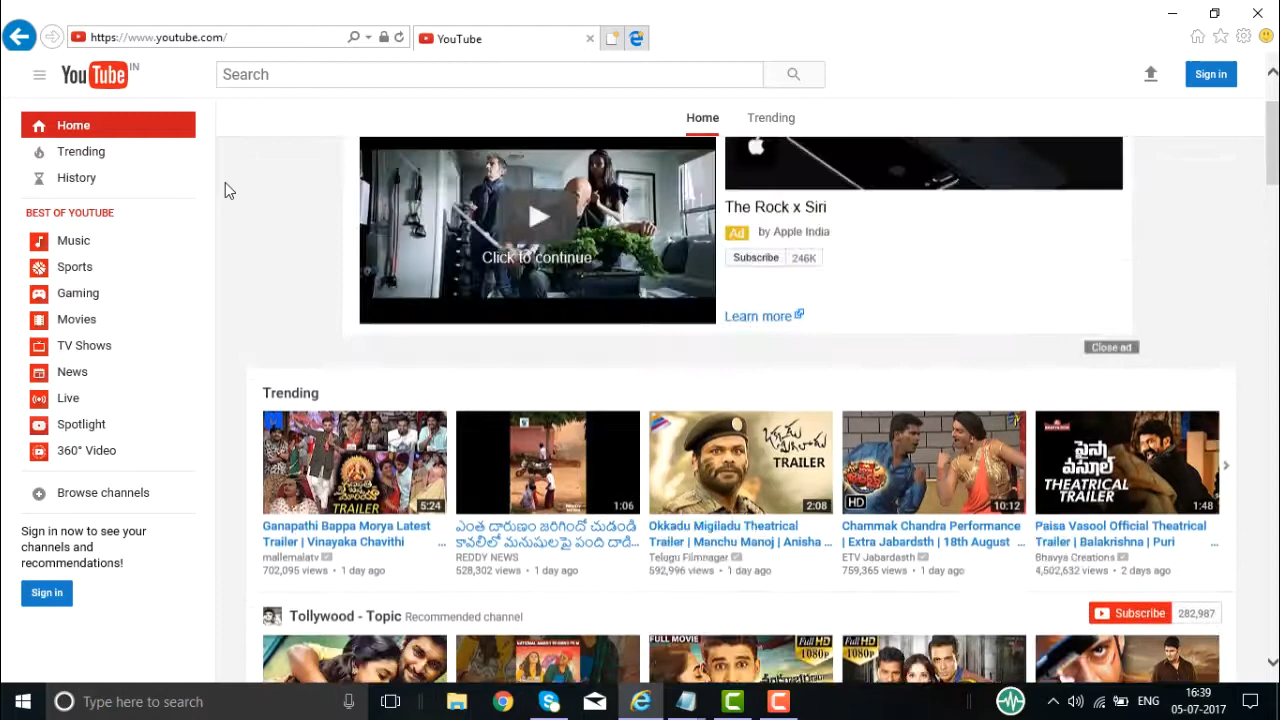 https://www.youtube.com/
YouTube
YouTube IN
Search
Sign in
Home
Trending
Home
Trending
History
BEST OF YOUTUBE
Music
Sports
Gaming
Movies
TV Shows
News
Live
Spotlight
360° Video
Browse channels
Sign in now to see your
channels and
recommendations!
Sign in
Click to continue
The Rock x Siri
Ad by Apple India
Subscribe 246K
Learn more
Close ad
Trending
TRAILER
5:24
Ganapathi Bappa Morya Latest
Trailer | Vinayaka Chavithi ...
mallemalatv
702,095 views • 1 day ago
1:06
ఎంత దారుణం జరిగిందో చుడండి
కావలిలో మనుషులపై పంది దాడి...
REDDY NEWS
528,302 views • 1 day ago
ఒక్కడు మిగిలాడు
TRAILER
2:08
Okkadu Migiladu Theatrical
Trailer | Manchu Manoj | Anisha ...
Telugu Filmnagar
592,996 views • 1 day ago
HD
10:12
Chammak Chandra Performance
| Extra Jabardsth | 18th August ...
ETV Jabardasth
759,365 views • 1 day ago
పైసా
వసూల్
THEATRICAL
TRAILER
1:48
Paisa Vasool Official Theatrical
Trailer | Balakrishna | Puri ...
Bhavya Creations
4,502,632 views • 2 days ago
Tollywood - Topic Recommended channel
Subscribe 282,987
FULL MOVIE
Full HD
1080p
Full HD
1080p
Type here to search
ENG
16:39
05-07-2017